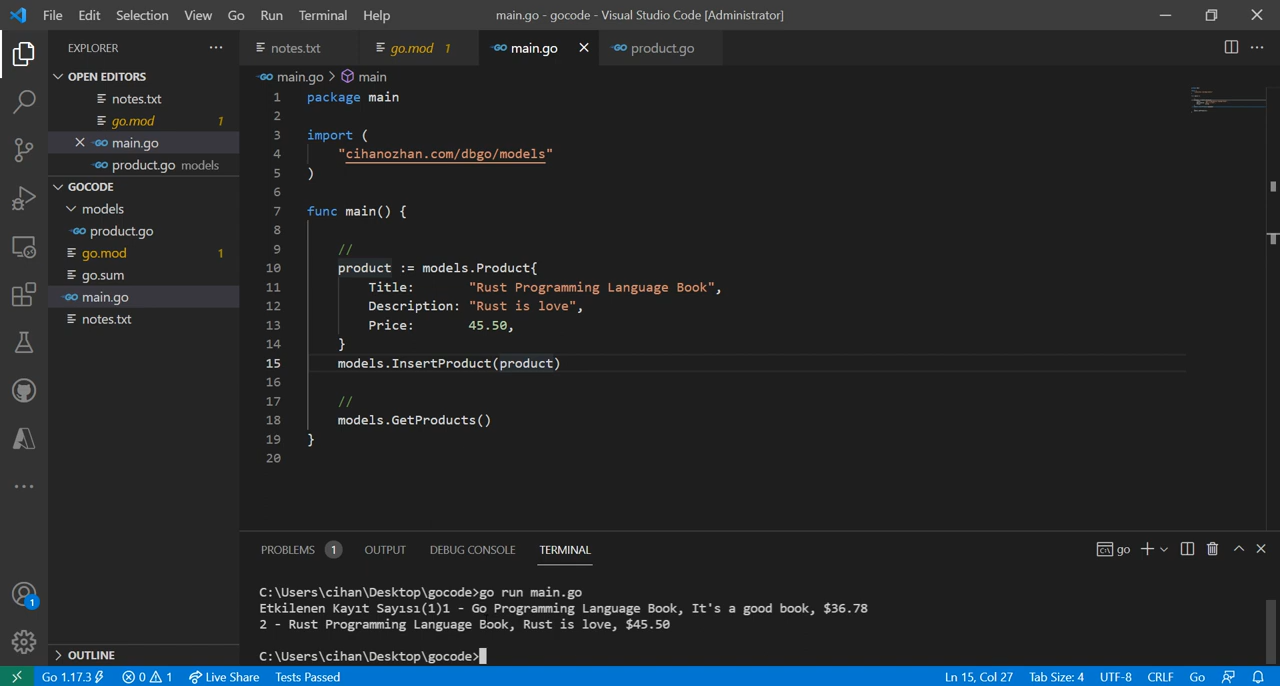 File Edit Selection View Go Run Terminal Help main.go - gocode - Visual Studio Code [Administrator]
EXPLORER
OPEN EDITORS
notes.txt
go.mod 1
main.go
product.go models
GOCODE
models
product.go
go.mod 1
go.sum
main.go
notes.txt
OUTLINE
notes.txt go.mod 1 main.go product.go
main.go > main
1 package main
2
3 import (
4 "cihanozhan.com/dbgo/models"
5 )
6
7 func main() {
8
9 //
10 product := models.Product{
11 Title: "Rust Programming Language Book",
12 Description: "Rust is love",
13 Price: 45.50,
14 }
15 models.InsertProduct(product)
16
17 //
18 models.GetProducts()
19 }
20
PROBLEMS 1 OUTPUT DEBUG CONSOLE TERMINAL go
C:\Users\cihan\Desktop\gocode>go run main.go
Etkilenen Kayıt Sayısı(1)1 - Go Programming Language Book, It's a good book, $36.78
2 - Rust Programming Language Book, Rust is love, $45.50
C:\Users\cihan\Desktop\gocode>
1
Go 1.17.3 0 1 Live Share Tests Passed Ln 15, Col 27 Tab Size: 4 UTF-8 CRLF Go